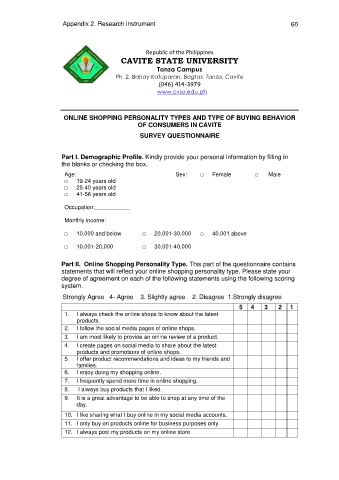 Appendix 2. Research instrument 60
Republic of the Philippines
CAVITE STATE UNIVERSITY
Tanza Campus
Ph. 2, Bahay Katuparan, Bagtas, Tanza, Cavite
(046) 414-3979
www.cvsu.edu.ph
ONLINE SHOPPING PERSONALITY TYPES AND TYPE OF BUYING BEHAVIOR
OF CONSUMERS IN CAVITE
SURVEY QUESTIONNAIRE
Part I. Demographic Profile. Kindly provide your personal information by filling in
the blanks or checking the box.
Age: Sex: □ Female □ Male
□ 19-24 years old
□ 25-40 years old
□ 41-56 years old
Occupation:___________
Monthly income:
□ 10,000 and below □ 20,001-30,000 □ 40,001 above
□ 10,001-20,000 □ 30,001-40,000
Part II. Online Shopping Personality Type. This part of the questionnaire contains
statements that will reflect your online shopping personality type. Please state your
degree of agreement on each of the following statements using the following scoring
system.
Strongly Agree 4- Agree 3. Slightly agree 2. Disagree 1.Strongly disagree
5 4 3 2 1
1. I always check the online shops to know about the latest
products.
2. I follow the social media pages of online shops.
3. I am most likely to provide an online review of a product.
4. I create pages on social media to share about the latest
products and promotions of online shops.
5. I offer product recommendations and ideas to my friends and
families.
6. I enjoy doing my shopping online.
7. I frequently spend more time in online shopping.
8. I always buy products that I liked.
9. It is a great advantage to be able to shop at any time of the
day.
10. I like sharing what I buy online in my social media accounts.
11. I only buy on products online for business purposes only.
12. I always post my products on my online store